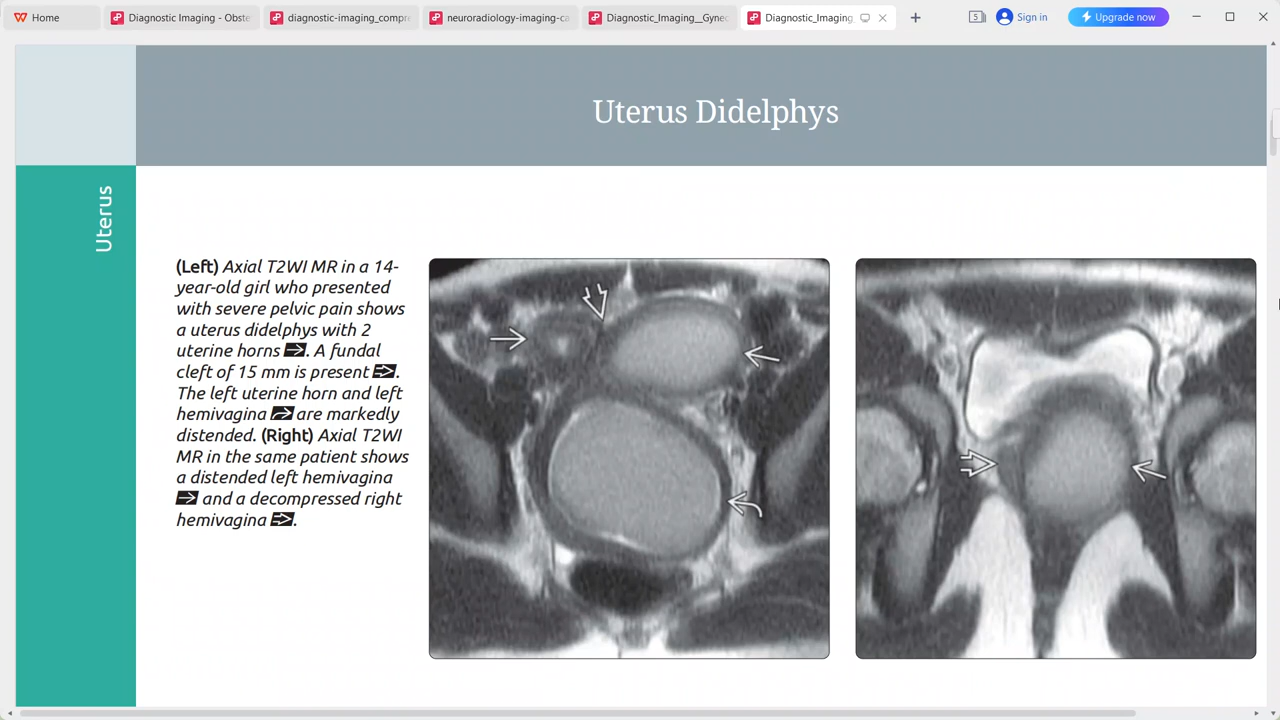 Home
Diagnostic Imaging - Obste
diagnostic-imaging_compre
neuroradiology-imaging-ca
Diagnostic_Imaging__Gynec
Diagnostic_Imaging_
5
Sign in
Upgrade now
Uterus Didelphys
Uterus
(Left) Axial T2WI MR in a 14-
year-old girl who presented
with severe pelvic pain shows
a uterus didelphys with 2
uterine horns. A fundal
cleft of 15 mm is present.
The left uterine horn and left
hemivagina are markedly
distended. (Right) Axial T2WI
MR in the same patient shows
a distended left hemivagina
and a decompressed right
hemivagina.